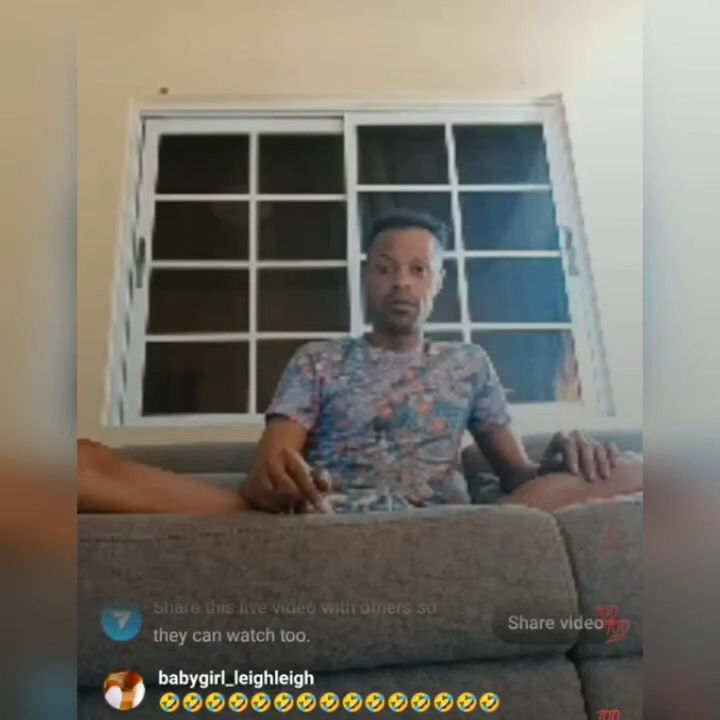 Share this live video with others so
they can watch too.
Share video
babygirl_leighleigh
🤣🤣🤣🤣🤣🤣🤣🤣🤣🤣🤣🤣🤣🤣🤣
💯
💯
💯